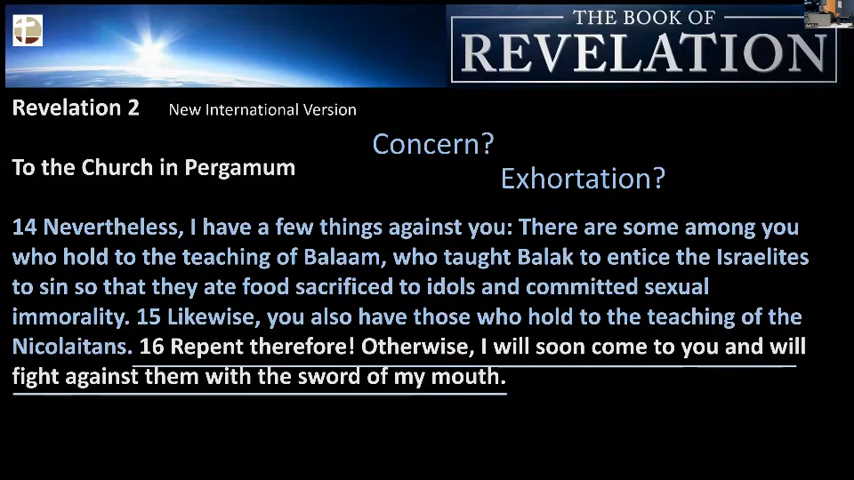 THE BOOK OF
REVELATION
Revelation 2 New International Version
Concern?
To the Church in Pergamum
Exhortation?
14 Nevertheless, I have a few things against you: There are some among you
who hold to the teaching of Balaam, who taught Balak to entice the Israelites
to sin so that they ate food sacrificed to idols and committed sexual
immorality. 15 Likewise, you also have those who hold to the teaching of the
Nicolaitans. 16 Repent therefore! Otherwise, I will soon come to you and will
fight against them with the sword of my mouth.